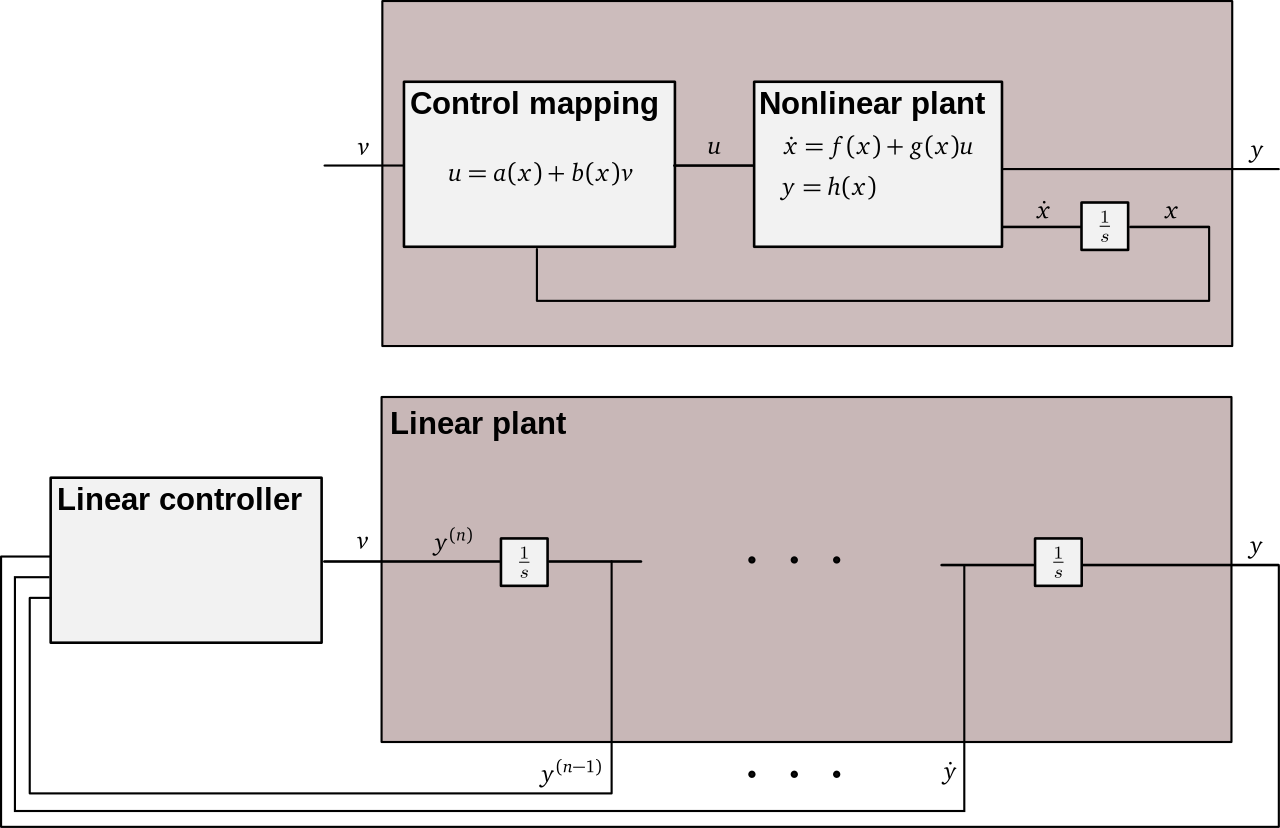 Control mapping
Nonlinear plant
v
u = a(x) + b(x)v
u
ẋ = f(x) + g(x)u
y = h(x)
y
ẋ
1/s
x
Linear plant
Linear controller
v
y⁽ⁿ⁾
1/s
• • •
1/s
y
y⁽ⁿ⁻¹⁾
• • •
ẏ